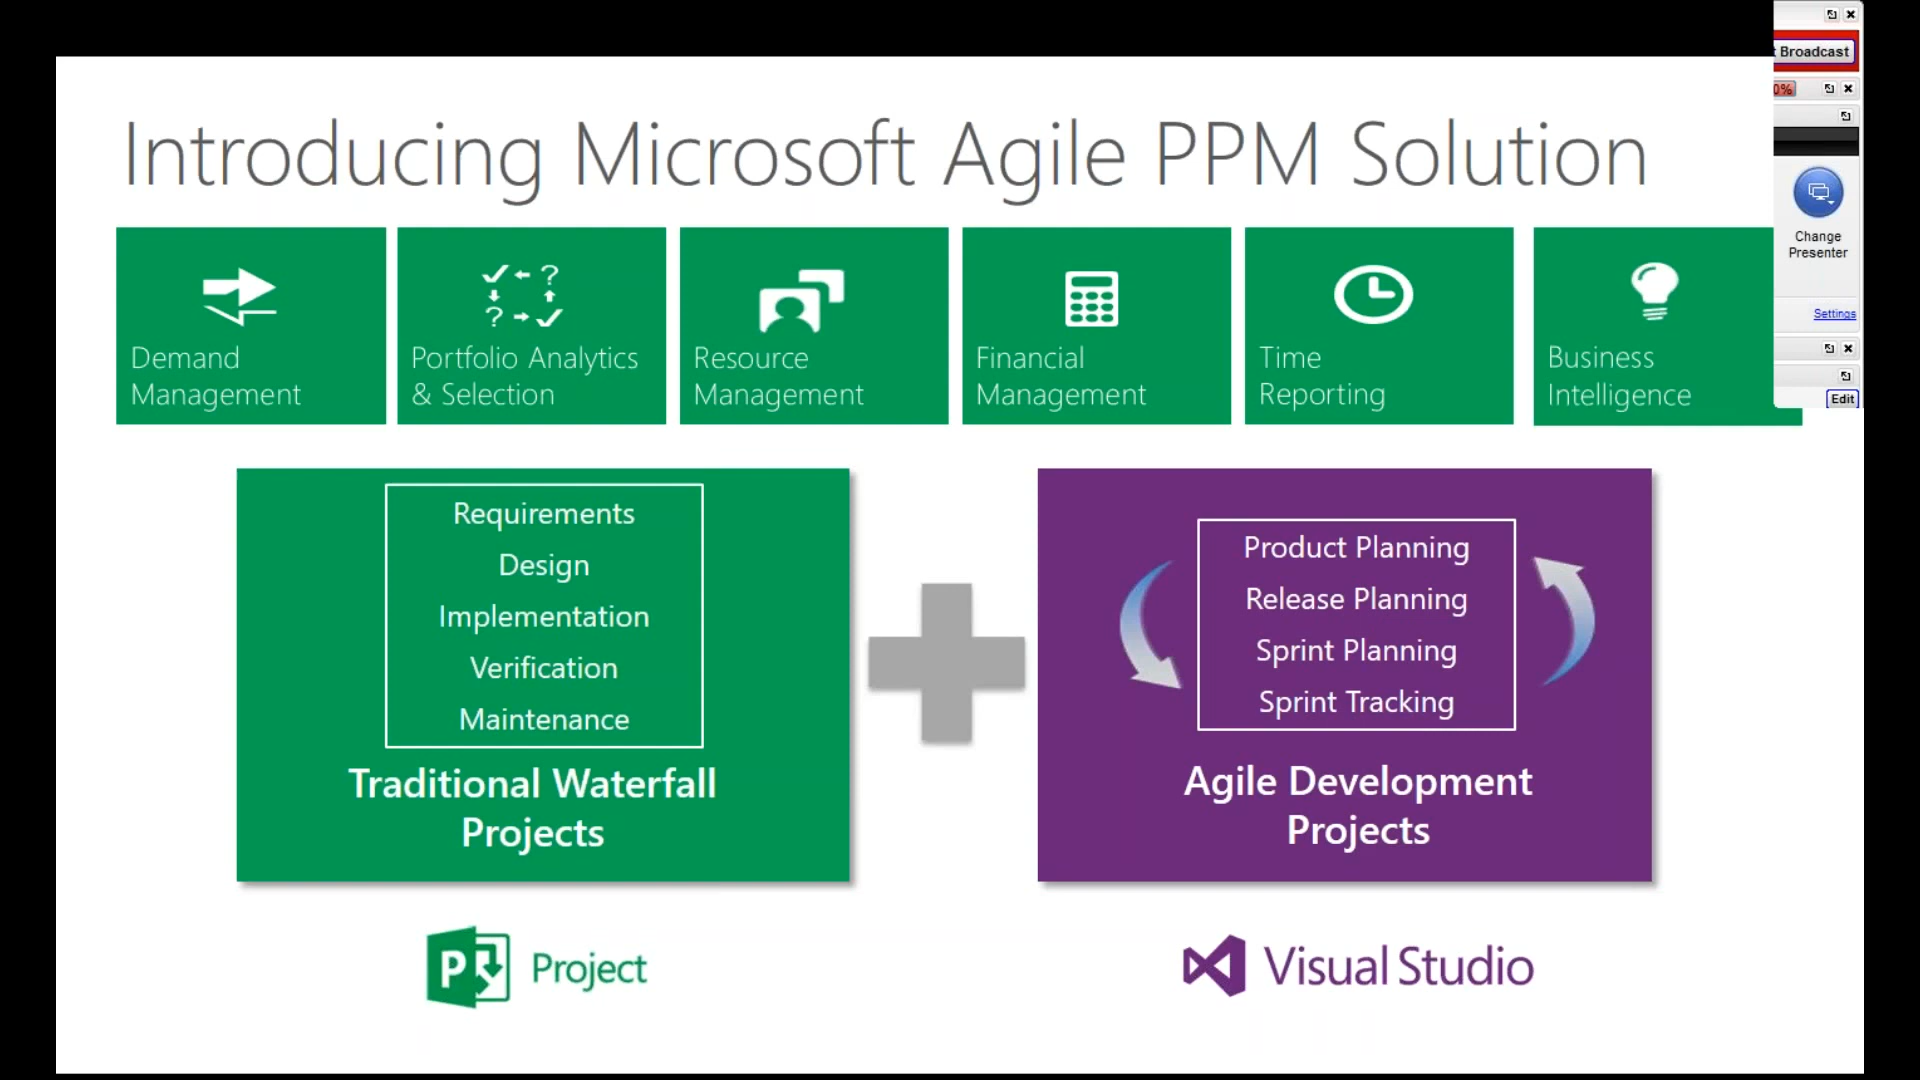 Introducing Microsoft Agile PPM Solution
Demand
Management
Portfolio Analytics
& Selection
Resource
Management
Financial
Management
Time
Reporting
Business
Intelligence
Requirements
Design
Implementation
Verification
Maintenance
Traditional Waterfall
Projects
Product Planning
Release Planning
Sprint Planning
Sprint Tracking
Agile Development
Projects
Project
Visual Studio
Broadcast
0%
Change
Presenter
Settings
Edit